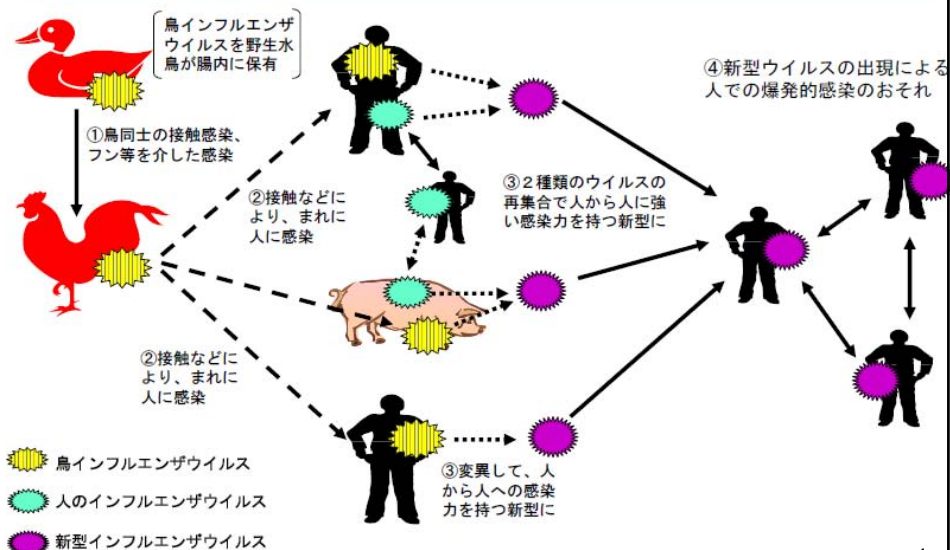 鳥インフルエンザ
ウイルスを野生水
鳥が腸内に保有
④新型ウイルスの出現による
人での爆発的感染のおそれ
①鳥同士の接触感染、
フン等を介した感染
②接触などに
より、まれに
人に感染
③２種類のウイルスの
再集合で人から人に強
い感染力を持つ新型に
②接触などに
より、まれに
人に感染
③変異して、人
から人への感染
力を持つ新型に
鳥インフルエンザウイルス
人のインフルエンザウイルス
新型インフルエンザウイルス